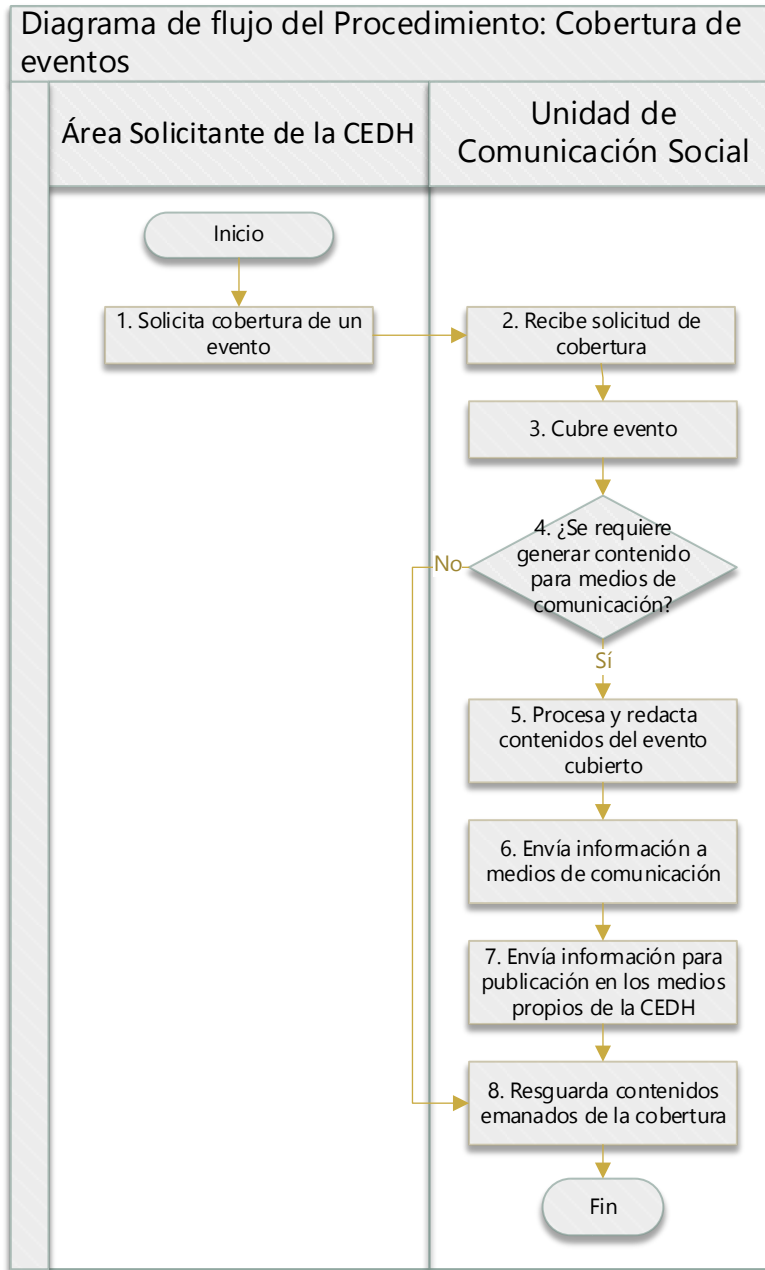 Diagrama de flujo del Procedimiento: Cobertura de
eventos
Área Solicitante de la CEDH
Unidad de
Comunicación Social
Inicio
1. Solicita cobertura de un
evento
2. Recibe solicitud de
cobertura
3. Cubre evento
4. ¿Se requiere
generar contenido
para medios de
comunicación?
No
Sí
5. Procesa y redacta
contenidos del evento
cubierto
6. Envía información a
medios de comunicación
7. Envía información para
publicación en los medios
propios de la CEDH
8. Resguarda contenidos
emanados de la cobertura
Fin